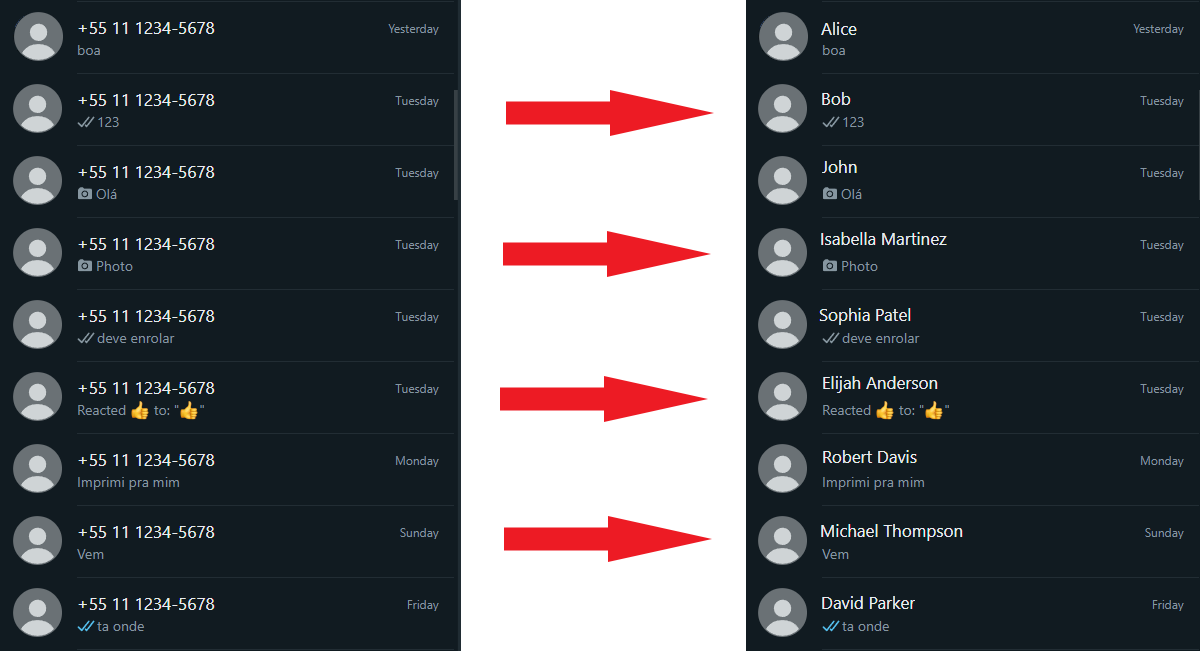 +55 11 1234-5678 Yesterday
boa
+55 11 1234-5678 Tuesday
123
+55 11 1234-5678 Tuesday
Olá
+55 11 1234-5678 Tuesday
Photo
+55 11 1234-5678 Tuesday
deve enrolar
+55 11 1234-5678 Tuesday
Reacted 👍 to: "👍"
+55 11 1234-5678 Monday
Imprimi pra mim
+55 11 1234-5678 Sunday
Vem
+55 11 1234-5678 Friday
ta onde
Alice Yesterday
boa
Bob Tuesday
123
John Tuesday
Olá
Isabella Martinez Tuesday
Photo
Sophia Patel Tuesday
deve enrolar
Elijah Anderson Tuesday
Reacted 👍 to: "👍"
Robert Davis Monday
Imprimi pra mim
Michael Thompson Sunday
Vem
David Parker Friday
ta onde